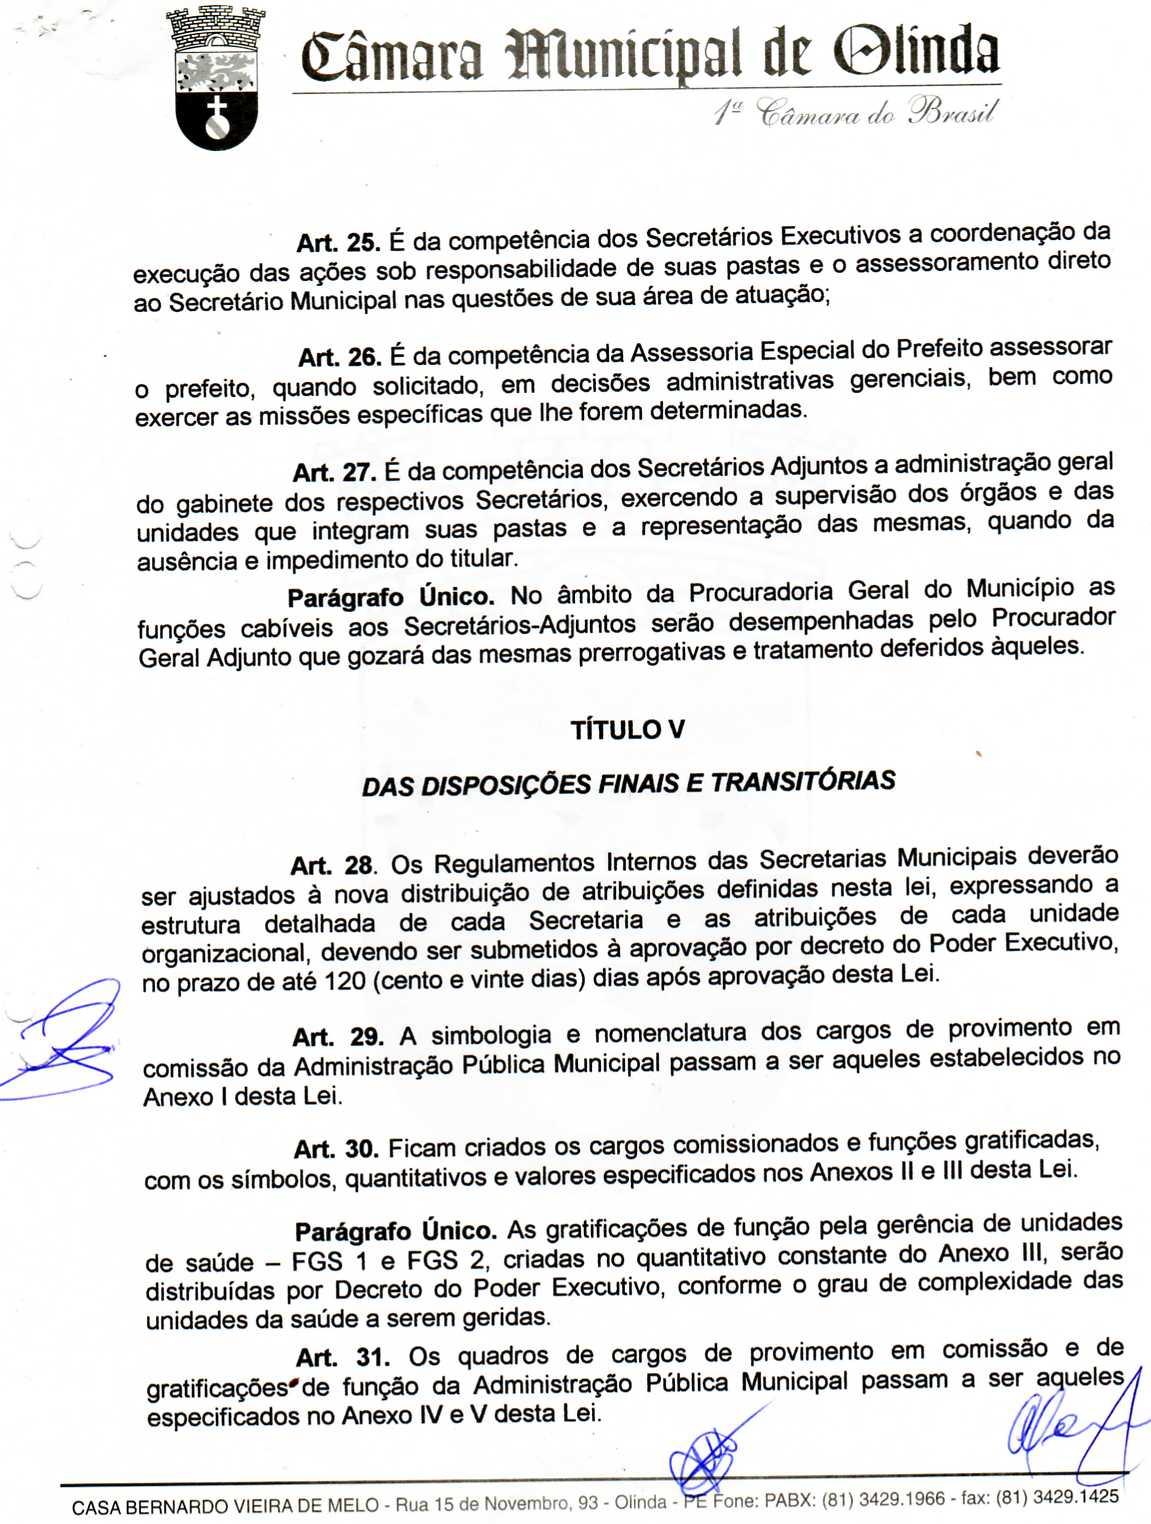 Câmara Municipal de Olinda
1ª Câmara do Brasil
Art. 25. É da competência dos Secretários Executivos a coordenação da
execução das ações sob responsabilidade de suas pastas e o assessoramento direto
ao Secretário Municipal nas questões de sua área de atuação;
Art. 26. É da competência da Assessoria Especial do Prefeito assessorar
o prefeito, quando solicitado, em decisões administrativas gerenciais, bem como
exercer as missões específicas que lhe forem determinadas.
Art. 27. É da competência dos Secretários Adjuntos a administração geral
do gabinete dos respectivos Secretários, exercendo a supervisão dos órgãos e das
unidades que integram suas pastas e a representação das mesmas, quando da
ausência e impedimento do titular.
Parágrafo Único. No âmbito da Procuradoria Geral do Município as
funções cabíveis aos Secretários-Adjuntos serão desempenhadas pelo Procurador
Geral Adjunto que gozará das mesmas prerrogativas e tratamento deferidos àqueles.
TÍTULO V
DAS DISPOSIÇÕES FINAIS E TRANSITÓRIAS
Art. 28. Os Regulamentos Internos das Secretarias Municipais deverão
ser ajustados à nova distribuição de atribuições definidas nesta lei, expressando a
estrutura detalhada de cada Secretaria e as atribuições de cada unidade
organizacional, devendo ser submetidos à aprovação por decreto do Poder Executivo,
no prazo de até 120 (cento e vinte dias) dias após aprovação desta Lei.
Art. 29. A simbologia e nomenclatura dos cargos de provimento em
comissão da Administração Pública Municipal passam a ser aqueles estabelecidos no
Anexo I desta Lei.
Art. 30. Ficam criados os cargos comissionados e funções gratificadas,
com os símbolos, quantitativos e valores especificados nos Anexos II e III desta Lei.
Parágrafo Único. As gratificações de função pela gerência de unidades
de saúde – FGS 1 e FGS 2, criadas no quantitativo constante do Anexo III, serão
distribuídas por Decreto do Poder Executivo, conforme o grau de complexidade das
unidades da saúde a serem geridas.
Art. 31. Os quadros de cargos de provimento em comissão e de
gratificações de função da Administração Pública Municipal passam a ser aqueles
especificados no Anexo IV e V desta Lei.
CASA BERNARDO VIEIRA DE MELO - Rua 15 de Novembro, 93 - Olinda - PE Fone: PABX: (81) 3429.1966 - fax: (81) 3429.1425